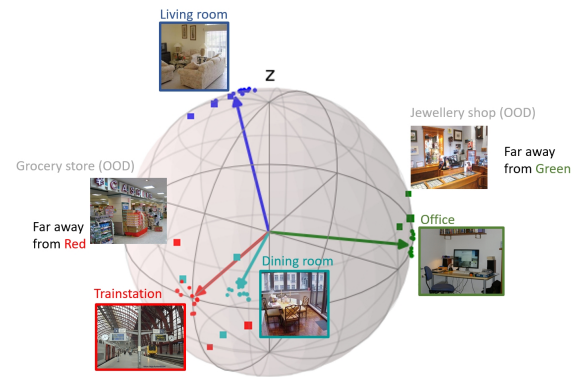 Living room
Z
Jewellery shop (OOD)
Far away
from Green
Grocery store (OOD)
Far away
from Red
Office
Dining room
Trainstation